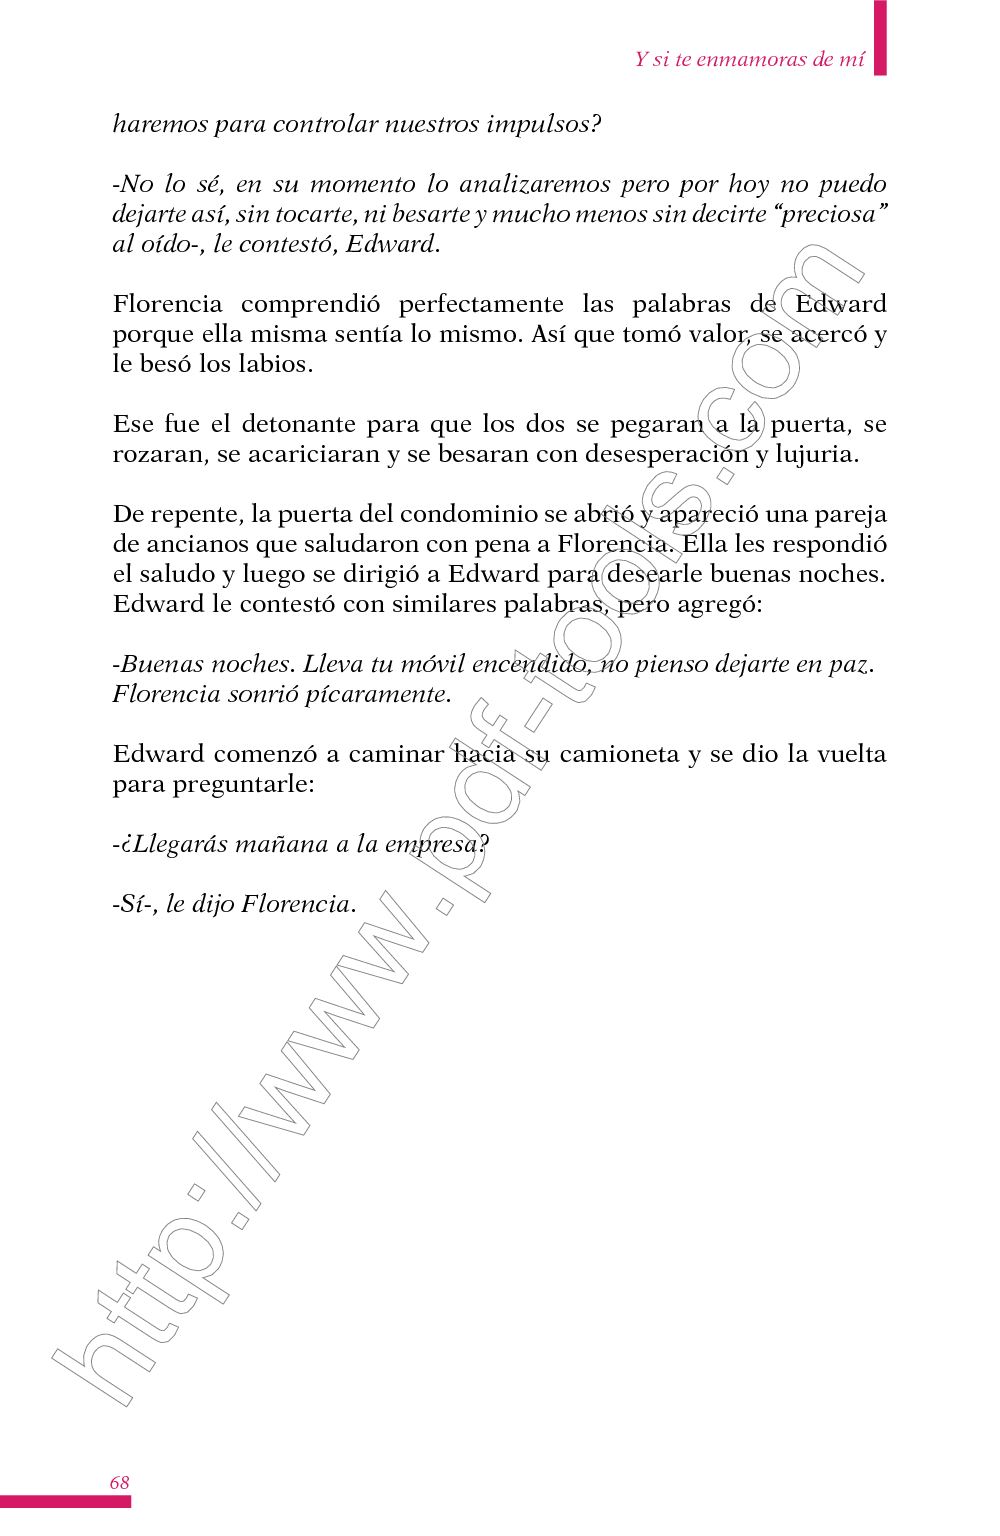 Y si te enmamoras de mí
haremos para controlar nuestros impulsos?
-No lo sé, en su momento lo analizaremos pero por hoy no puedo
dejarte así, sin tocarte, ni besarte y mucho menos sin decirte “preciosa”
al oído-, le contestó, Edward.
Florencia comprendió perfectamente las palabras de Edward
porque ella misma sentía lo mismo. Así que tomó valor, se acercó y
le besó los labios.
Ese fue el detonante para que los dos se pegaran a la puerta, se
rozaran, se acariciaran y se besaran con desesperación y lujuria.
De repente, la puerta del condominio se abrió y apareció una pareja
de ancianos que saludaron con pena a Florencia. Ella les respondió
el saludo y luego se dirigió a Edward para desearle buenas noches.
Edward le contestó con similares palabras, pero agregó:
-Buenas noches. Lleva tu móvil encendido, no pienso dejarte en paz.
Florencia sonrió pícaramente.
Edward comenzó a caminar hacia su camioneta y se dio la vuelta
para preguntarle:
-¿Llegarás mañana a la empresa?
-Sí-, le dijo Florencia.
http://www.pdf-tools.com
68